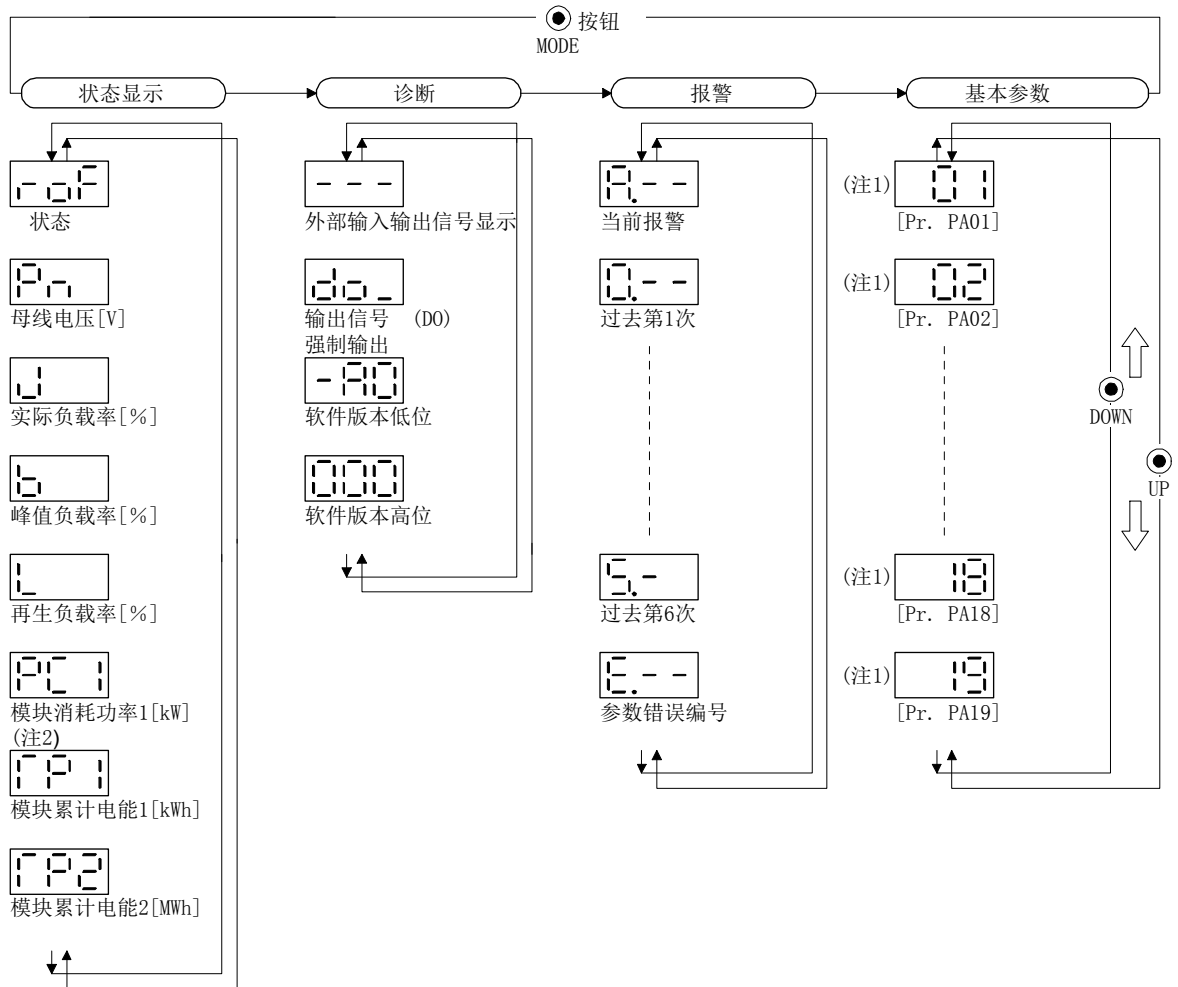 按钮
MODE
状态显示
诊断
报警
基本参数
roF
状态
Pn
母线电压[V]
J
实际负载率[%]
b
峰值负载率[%]
L
再生负载率[%]
PC1
模块消耗功率1[kW]
(注2)
TP1
模块累计电能1[kWh]
TP2
模块累计电能2[MWh]
---
外部输入输出信号显示
do_
输出信号 (DO)
强制输出
-A0
软件版本低位
000
软件版本高位
A.--
当前报警
0.--
过去第1次
5.-
过去第6次
E.--
参数错误编号
(注1) 01
[Pr. PA01]
(注1) 02
[Pr. PA02]
(注1) 18
[Pr. PA18]
(注1) 19
[Pr. PA19]
DOWN
UP